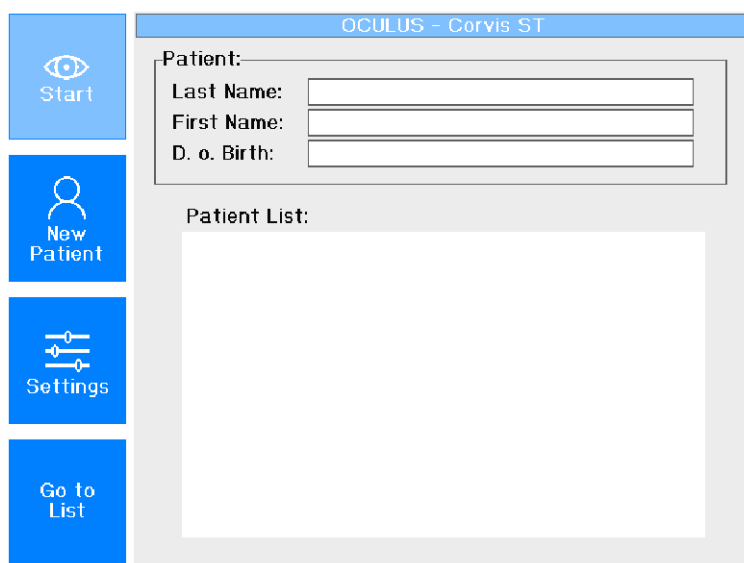 OCULUS - Corvis ST
Start
Patient:
Last Name:
First Name:
D. o. Birth:
New
Patient
Patient List:
Settings
Go to
List